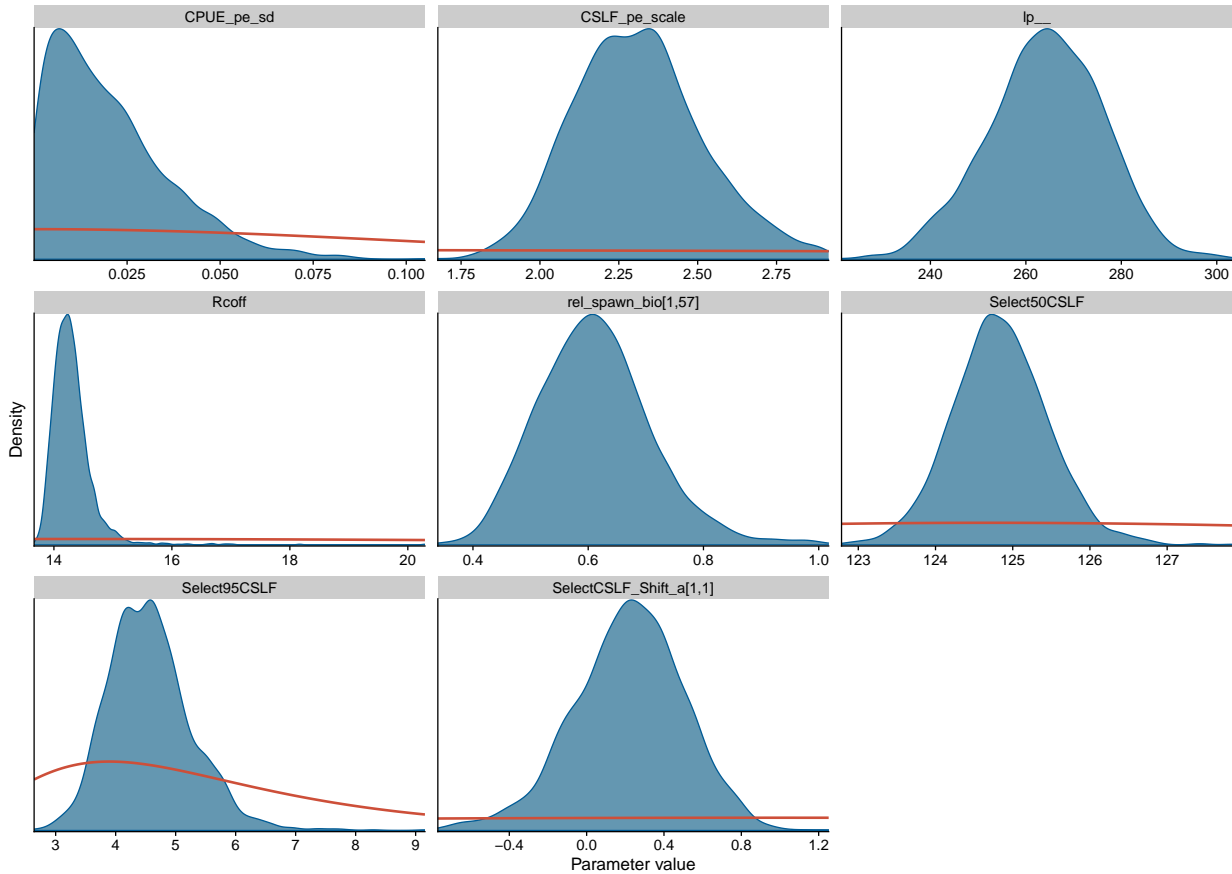 CPUE_pe_sd CSLF_pe_scale lp__
0.025 0.050 0.075 0.100 1.75 2.00 2.25 2.50 2.75 240 260 280 300
Rcoff rel_spawn_bio[1,57] Select50CSLF
Density
14 16 18 20 0.4 0.6 0.8 1.0 123 124 125 126 127
Select95CSLF SelectCSLF_Shift_a[1,1]
3 4 5 6 7 8 9 −0.4 0.0 0.4 0.8 1.2
Parameter value